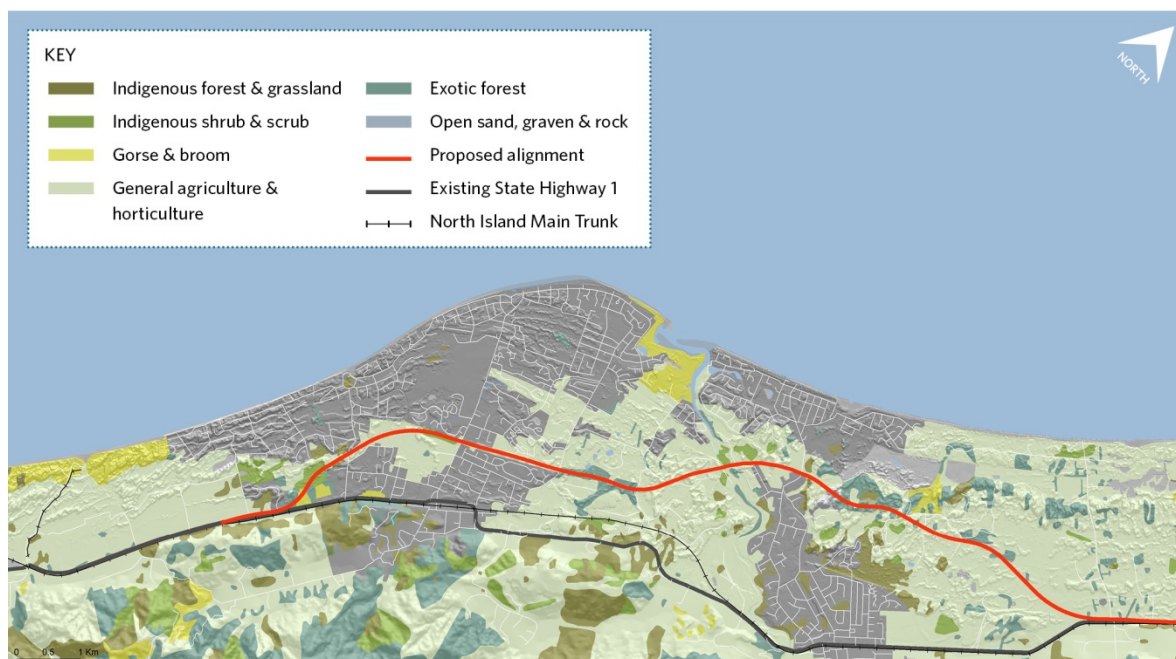 KEY
Indigenous forest & grassland
Indigenous shrub & scrub
Gorse & broom
General agriculture &
horticulture
Exotic forest
Open sand, graven & rock
Proposed alignment
Existing State Highway 1
North Island Main Trunk
NORTH
0 0.5 1 Km